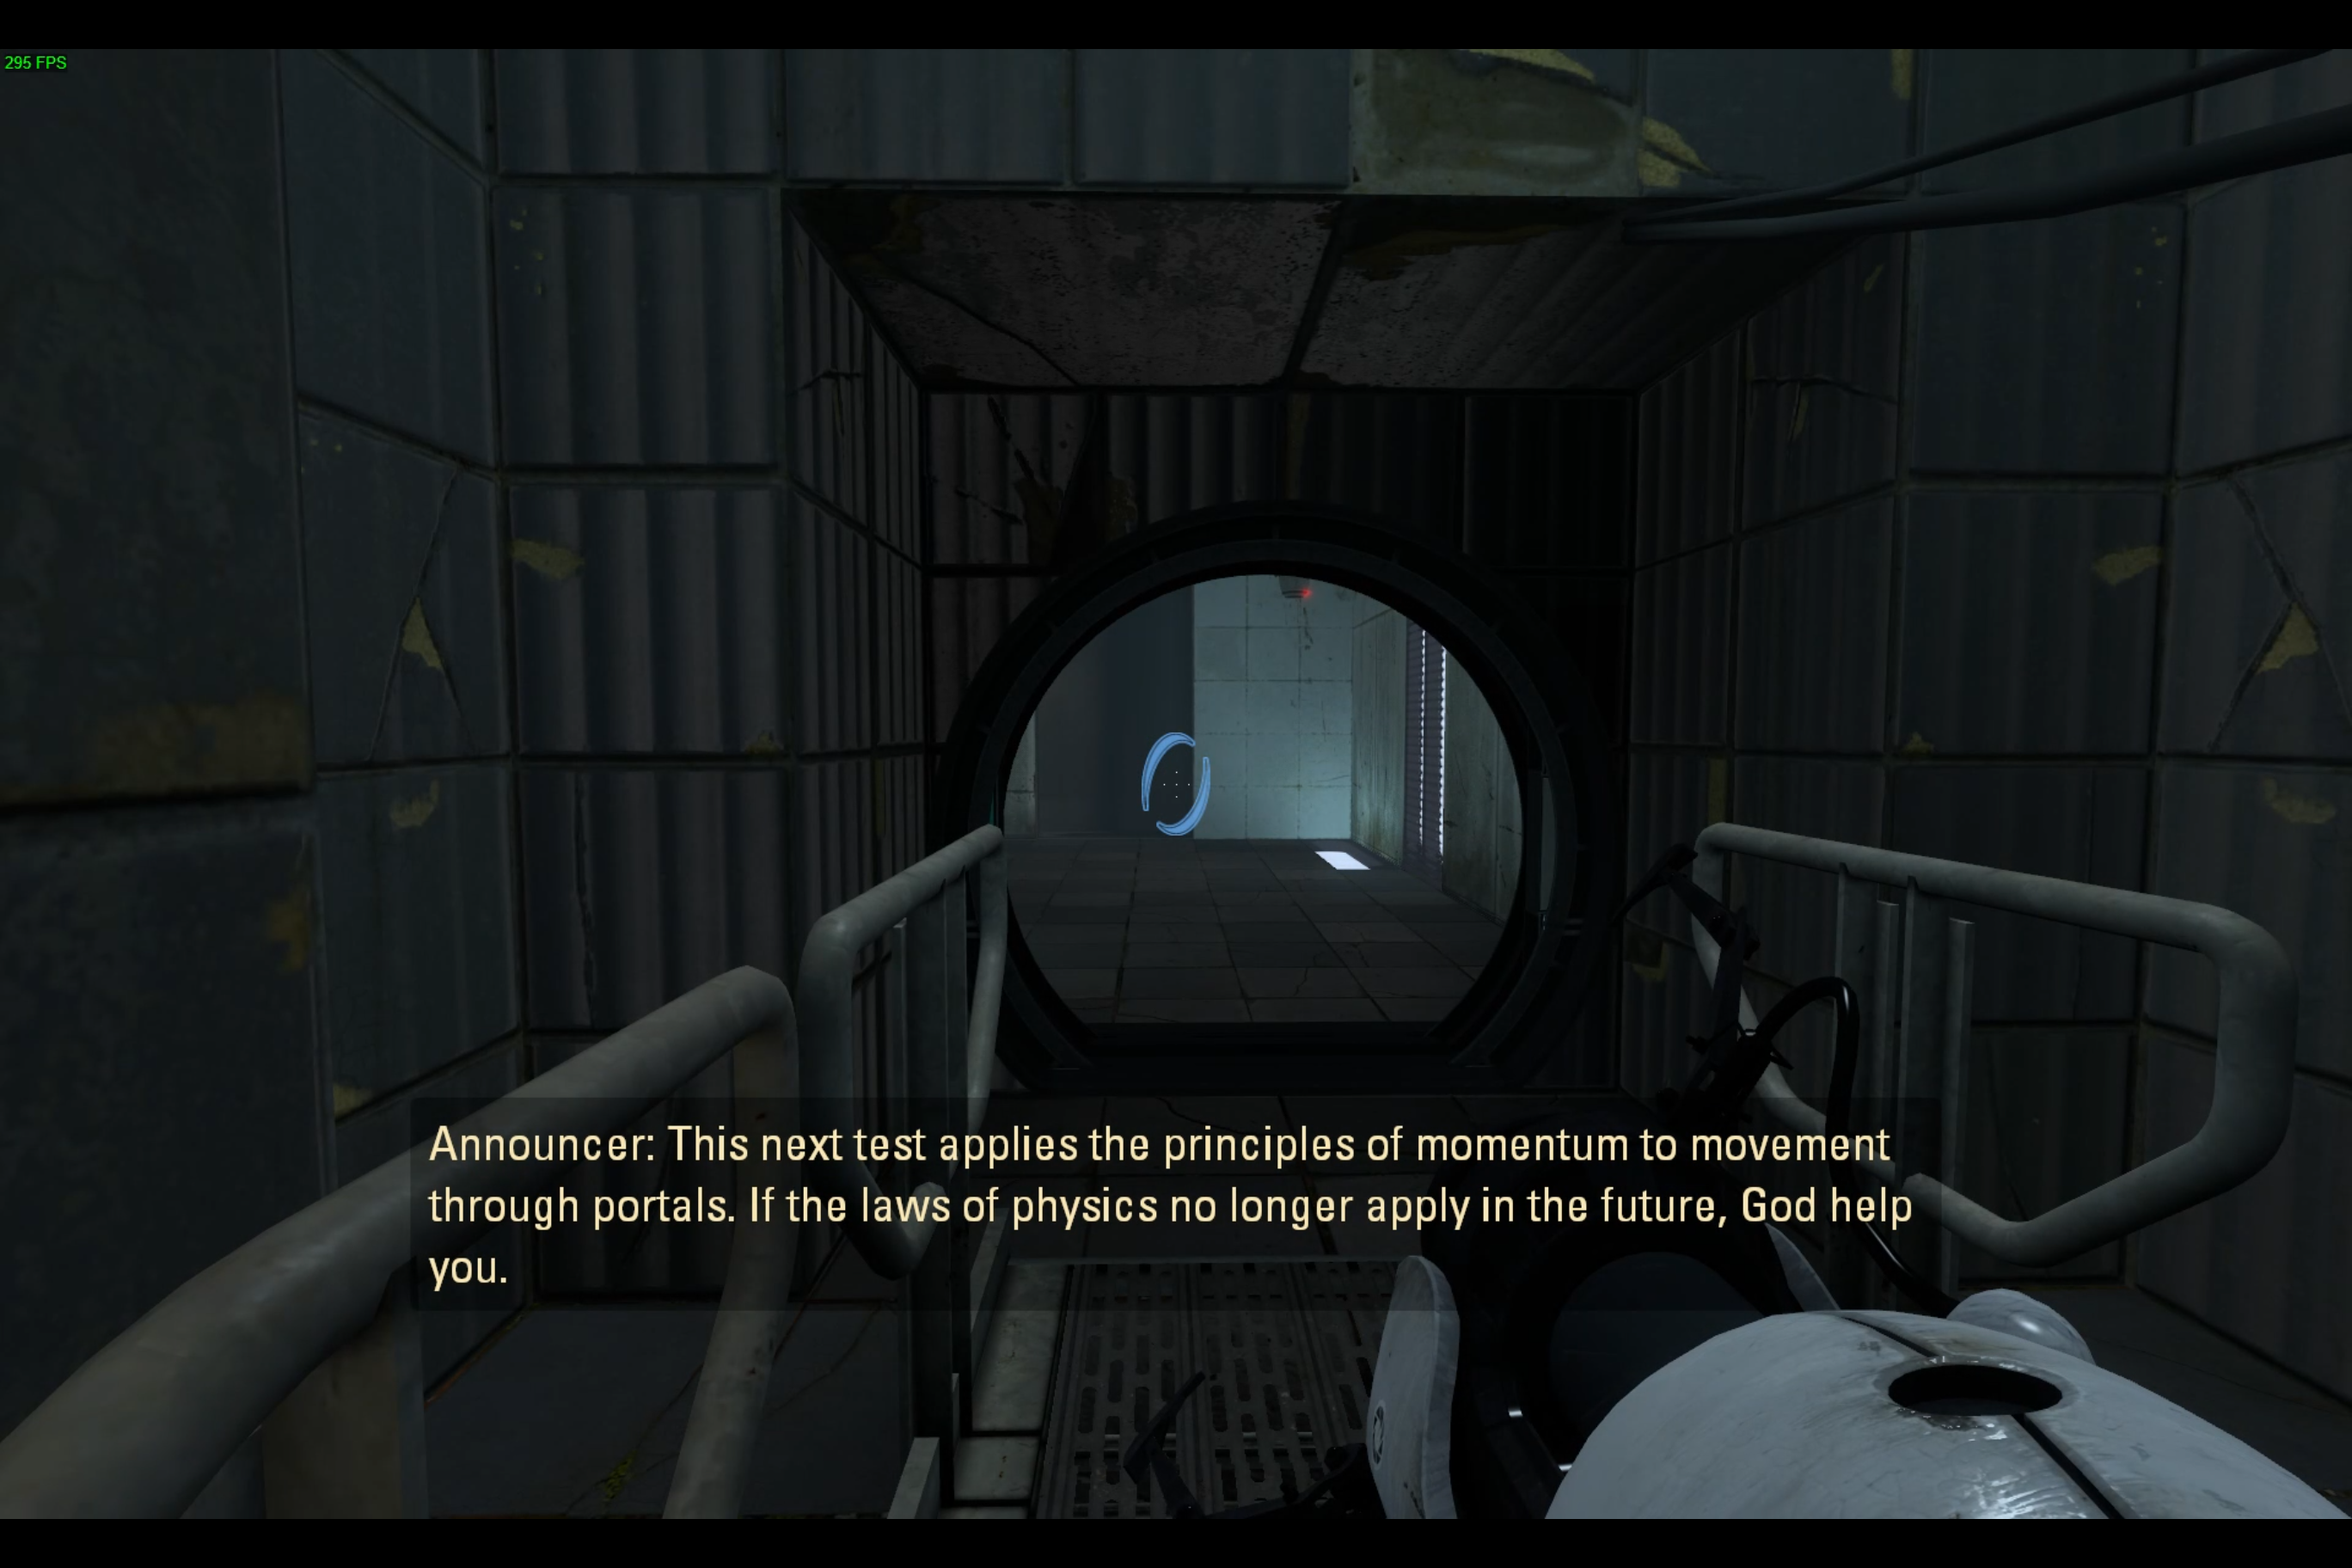 295 FPS
Announcer: This next test applies the principles of momentum to movement
through portals. If the laws of physics no longer apply in the future, God help
you.